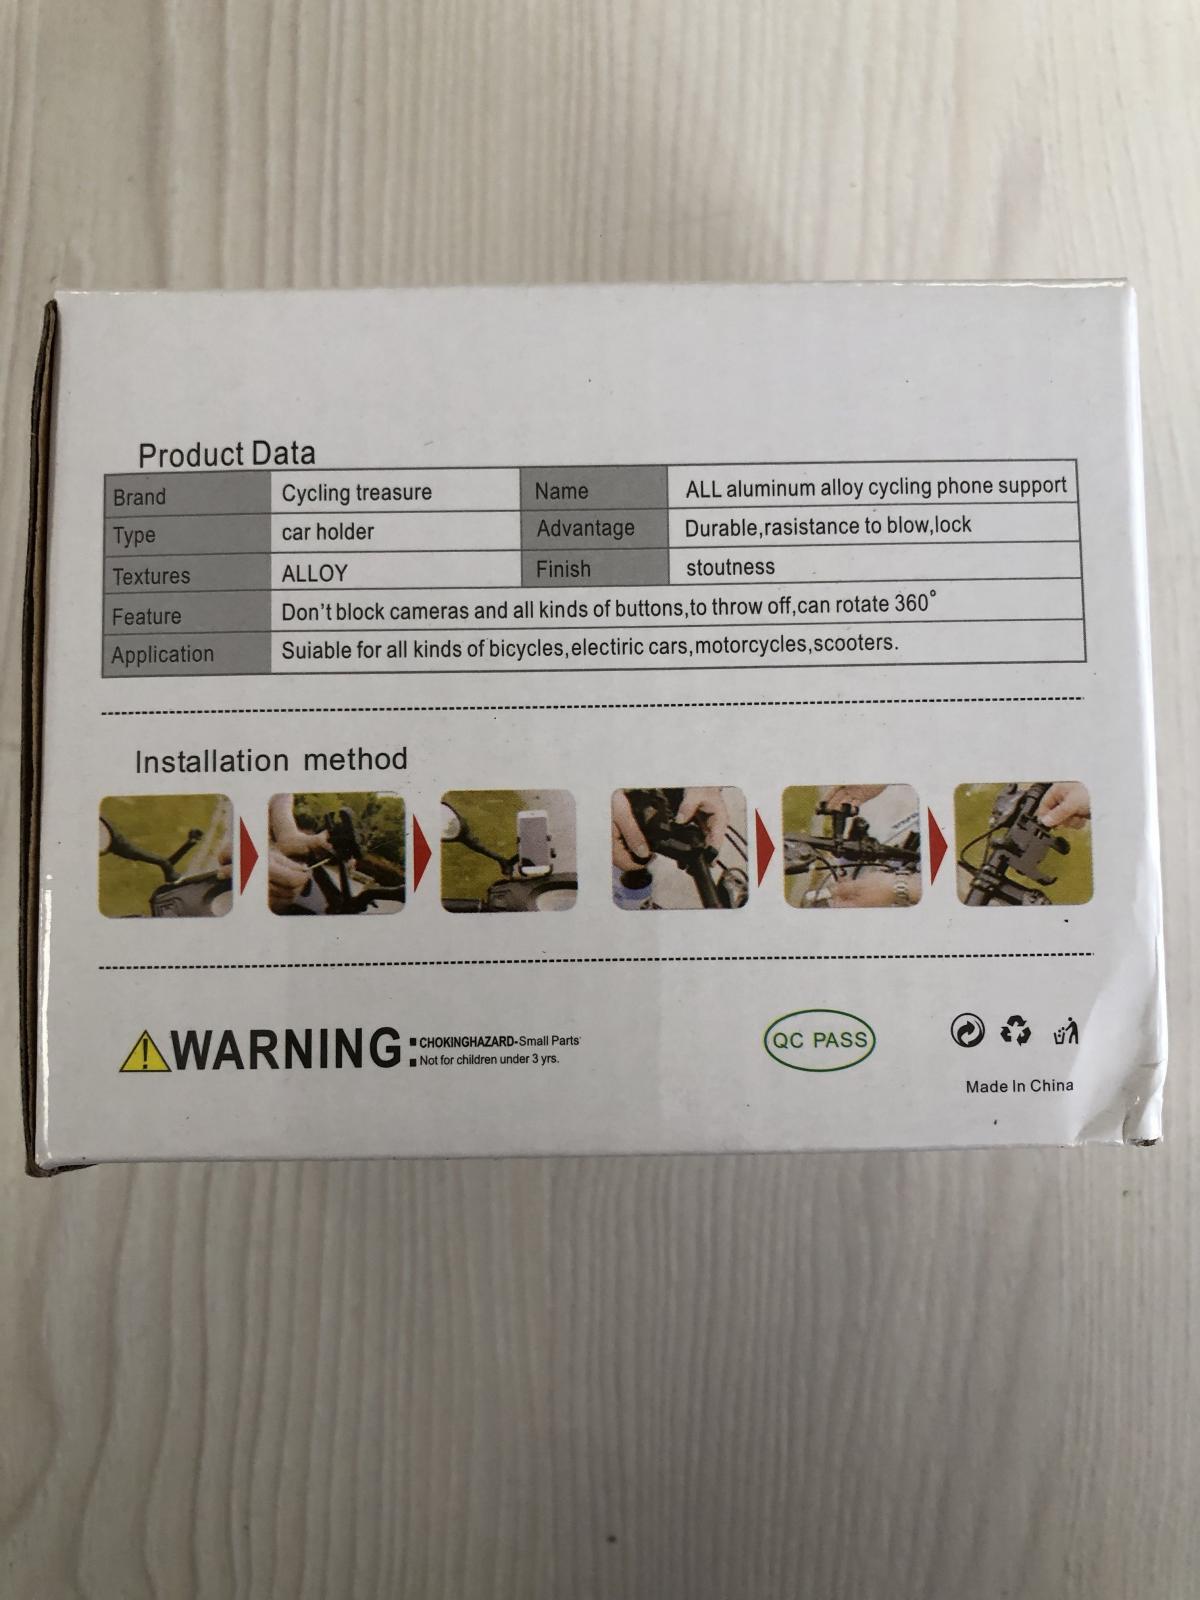 Product Data
Brand Cycling treasure Name ALL aluminum alloy cycling phone support
Type car holder Advantage Durable,rasistance to blow,lock
Textures ALLOY Finish stoutness
Feature Don't block cameras and all kinds of buttons,to throw off,can rotate 360°
Application Suiable for all kinds of bicycles,electiric cars,motorcycles,scooters.
Installation method
WARNING: CHOKINGHAZARD-Small Parts
Not for children under 3 yrs.
QC PASS
Made In China